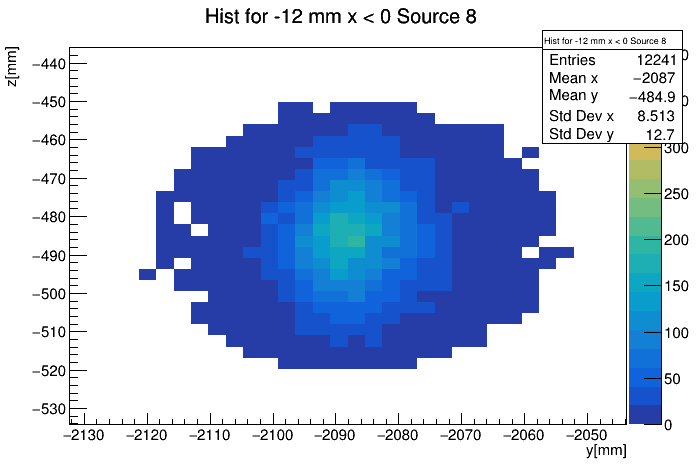 Hist for -12 mm x < 0 Source 8
z[mm]
−440
−450
−460
−470
−480
−490
−500
−510
−520
−530
−2130
−2120
−2110
−2100
−2090
−2080
−2070
−2060
−2050
y[mm]
Hist for -12 mm x < 0 Source 8
Entries 12241
Mean x −2087
Mean y −484.9
Std Dev x 8.513
Std Dev y 12.7
300
250
200
150
100
50
0